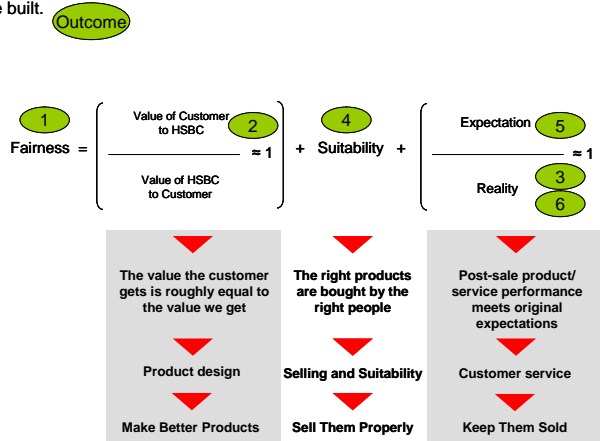 e built.
Outcome
1
Fairness =
Value of Customer
to HSBC
2
≈ 1
Value of HSBC
to Customer
+
4
Suitability
+
Expectation
5
≈ 1
Reality
3
6
The value the customer
gets is roughly equal to
the value we get
Product design
Make Better Products
The right products
are bought by the
right people
Selling and Suitability
Sell Them Properly
Post-sale product/
service performance
meets original
expectations
Customer service
Keep Them Sold